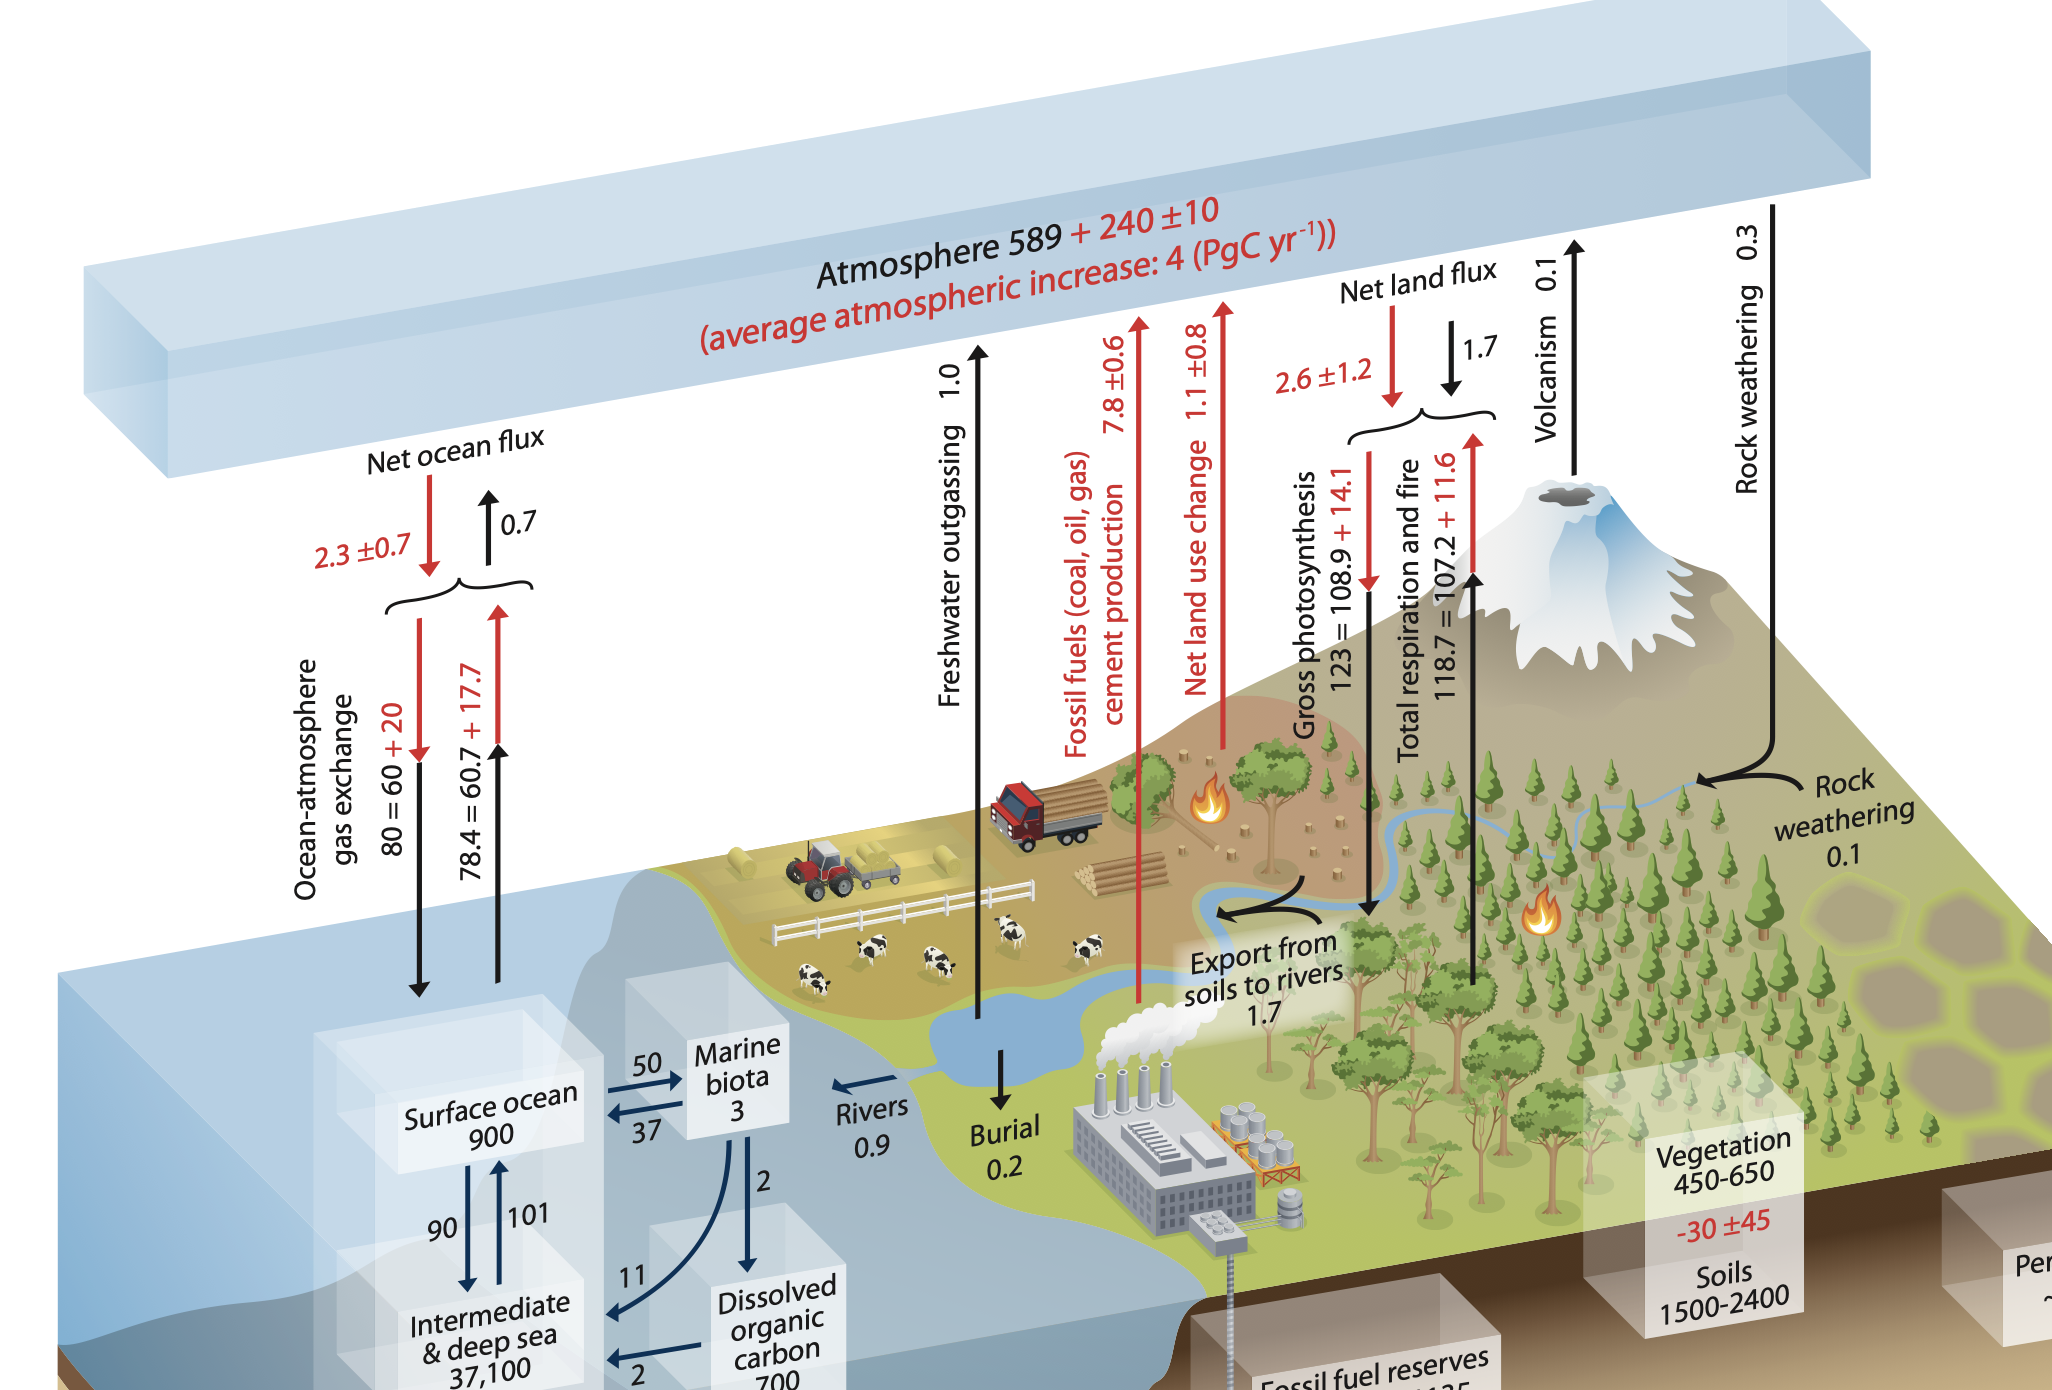 Atmosphere 589 + 240 ±10
(average atmospheric increase: 4 (PgC yr⁻¹))
Net ocean flux
2.3 ±0.7
0.7
Ocean-atmosphere
gas exchange
80 = 60 + 20
78.4 = 60.7 + 17.7
Freshwater outgassing 1.0
Fossil fuels (coal, oil, gas)
cement production 7.8 ±0.6
Net land use change 1.1 ±0.8
Net land flux
2.6 ±1.2
1.7
Gross photosynthesis
123 = 108.9 + 14.1
Total respiration and fire
118.7 = 107.2 + 11.6
Volcanism 0.1
Rock weathering 0.3
Rock
weathering
0.1
Export from
soils to rivers
1.7
Surface ocean
900
50
37
Marine
biota
3
Rivers
0.9
Burial
0.2
90
101
2
11
Intermediate
& deep sea
37,100
2
Dissolved
organic
carbon
700
Vegetation
450-650
-30 ±45
Soils
1500-2400
Fossil fuel reserves